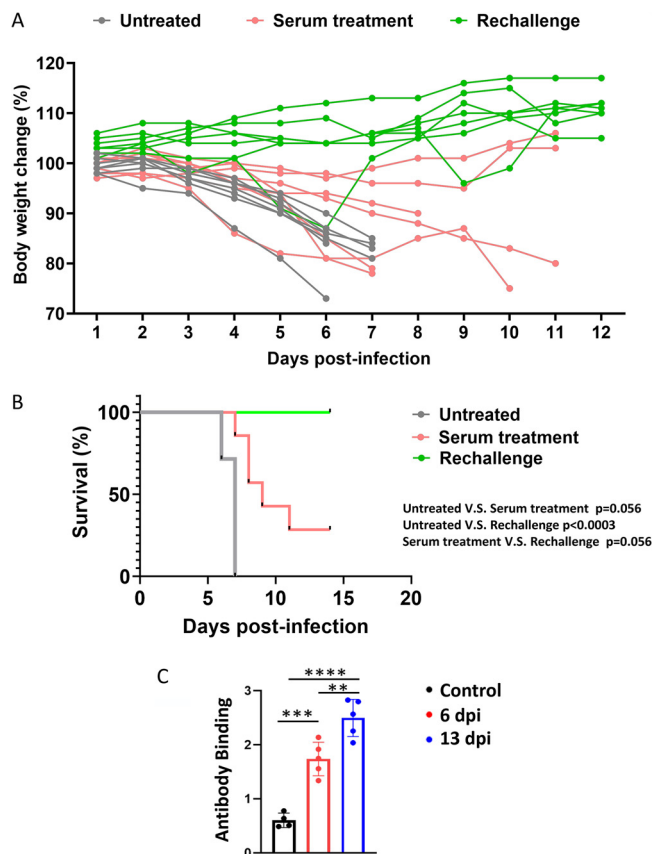 A
Untreated
Serum treatment
Rechallenge
Body weight change (%)
120
110
100
90
80
70
1 2 3 4 5 6 7 8 9 10 11 12
Days post-infection
B
Survival (%)
100
50
0
0 5 10 15 20
Days post-infection
Untreated
Serum treatment
Rechallenge
Untreated V.S. Serum treatment p=0.056
Untreated V.S. Rechallenge p<0.0003
Serum treatment V.S. Rechallenge p=0.056
C
****
**
***
Antibody Binding
3
2
1
0
Control
6 dpi
13 dpi